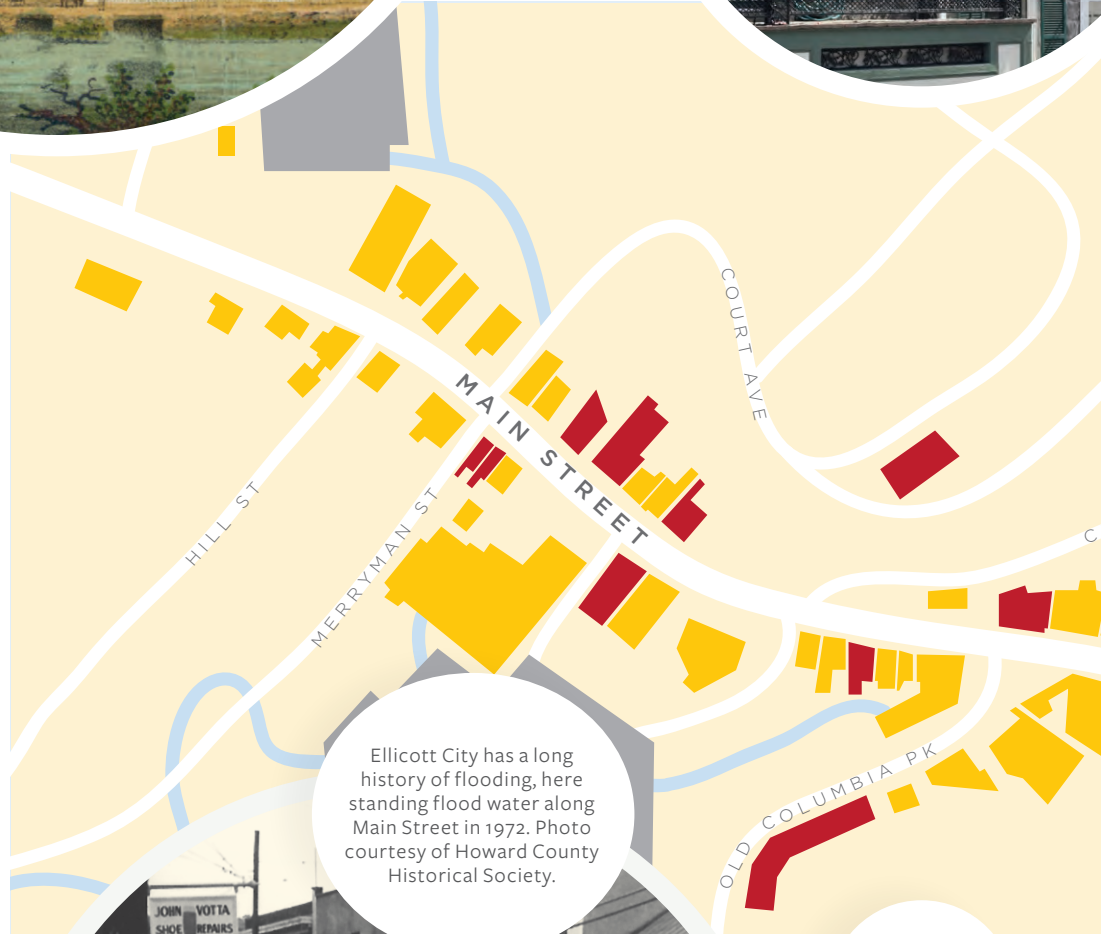 COURT AVE
MAIN STREET
HILL ST
MERRYMAN ST
C
OLD COLUMBIA PK
Ellicott City has a long
history of flooding, here
standing flood water along
Main Street in 1972. Photo
courtesy of Howard County
Historical Society.
JOHN VOTTA
SHOE REPAIRS